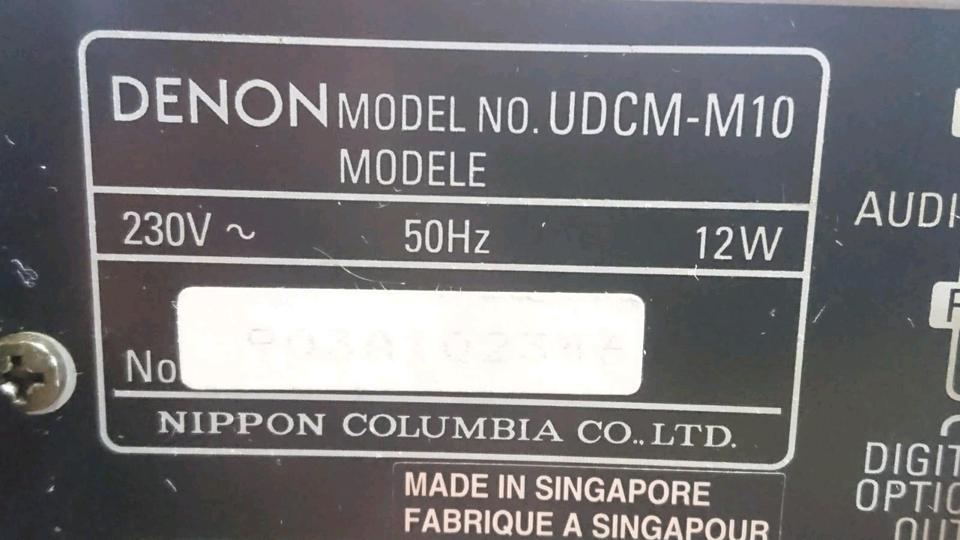 DENON MODEL NO. UDCM-M10
MODELE
230V ~ 50Hz 12W
No
NIPPON COLUMBIA CO., LTD.
MADE IN SINGAPORE
FABRIQUE A SINGAPOUR